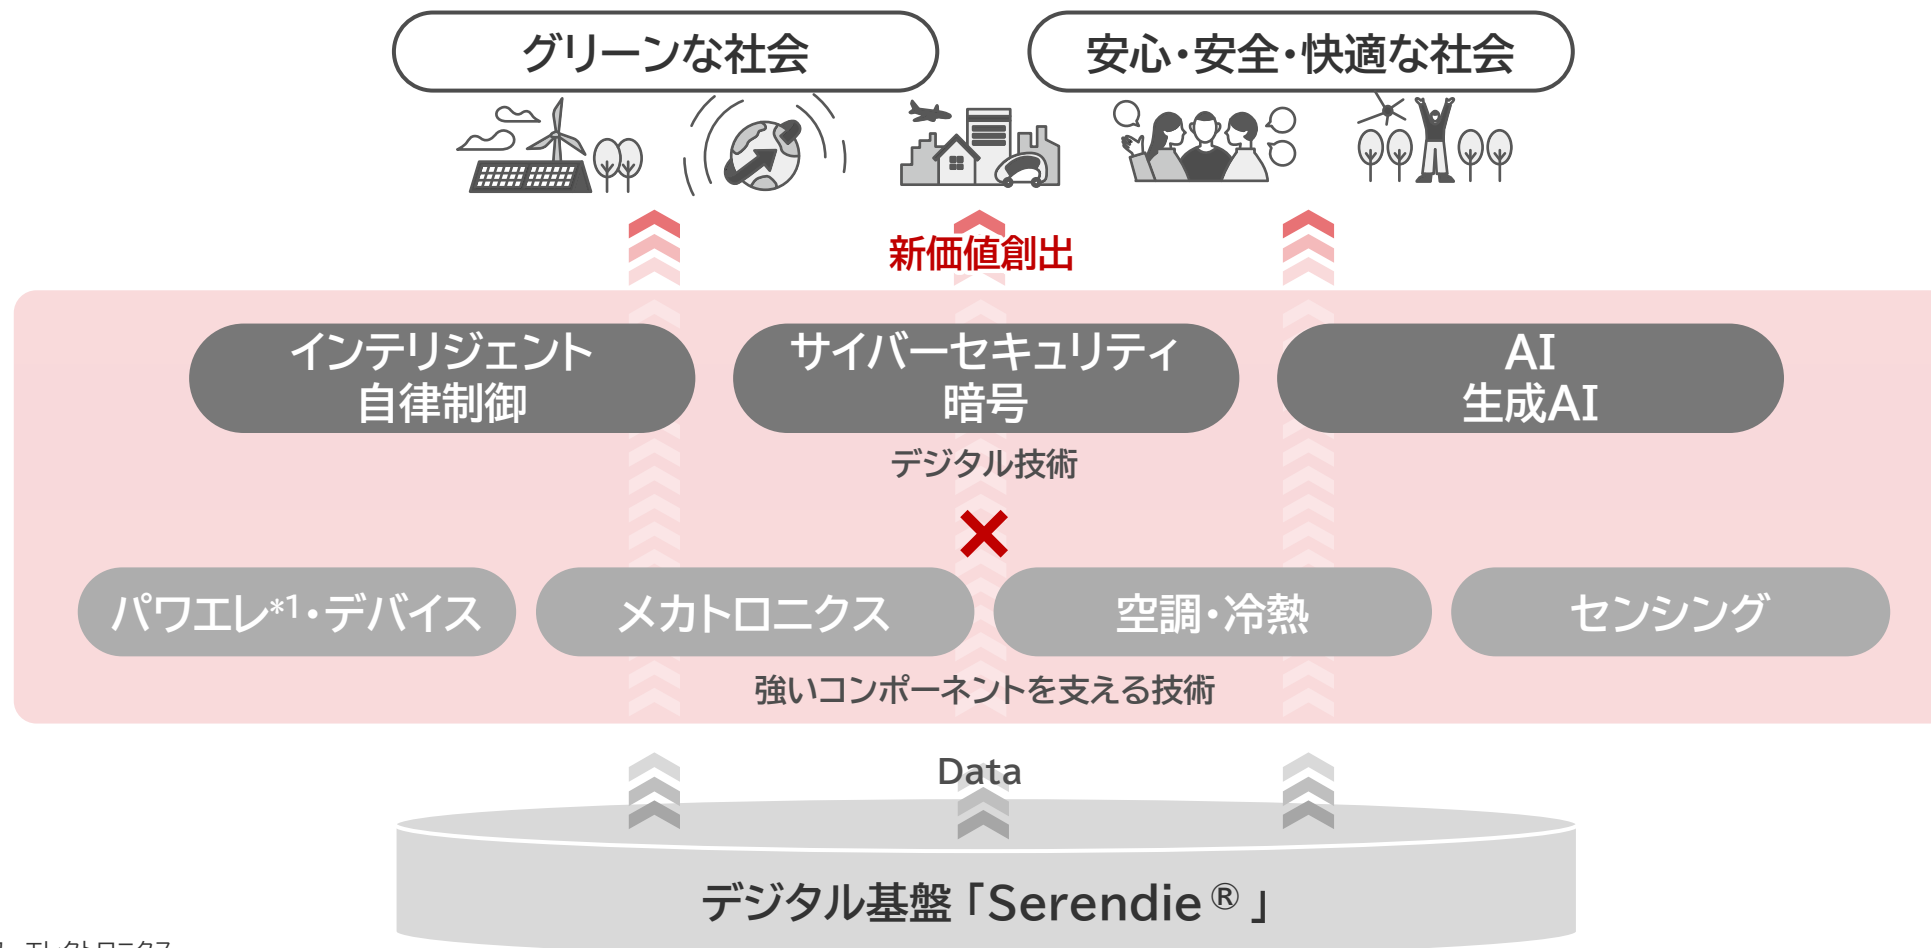 グリーンな社会
安心・安全・快適な社会
新価値創出
インテリジェント
自律制御
サイバーセキュリティ
暗号
AI
生成AI
デジタル技術
×
パワエレ*1・デバイス
メカトロニクス
空調・冷熱
センシング
強いコンポーネントを支える技術
Data
デジタル基盤「Serendie®」